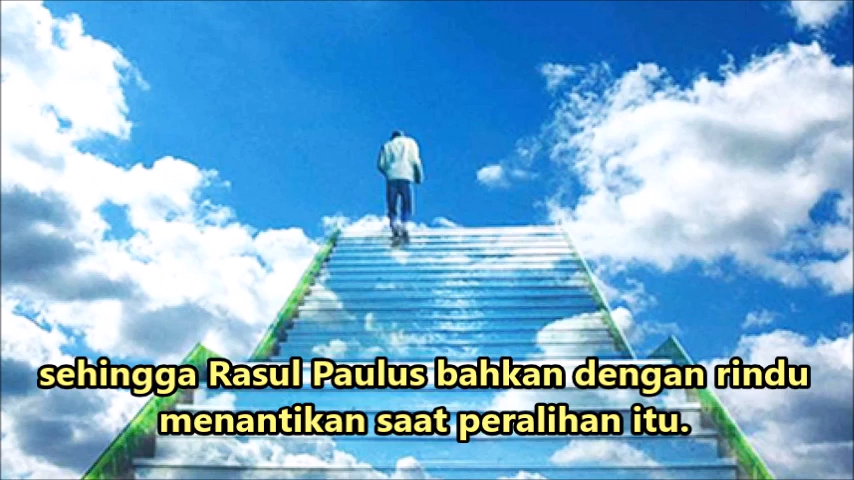 sehingga Rasul Paulus bahkan dengan rindu
menantikan saat peralihan itu.